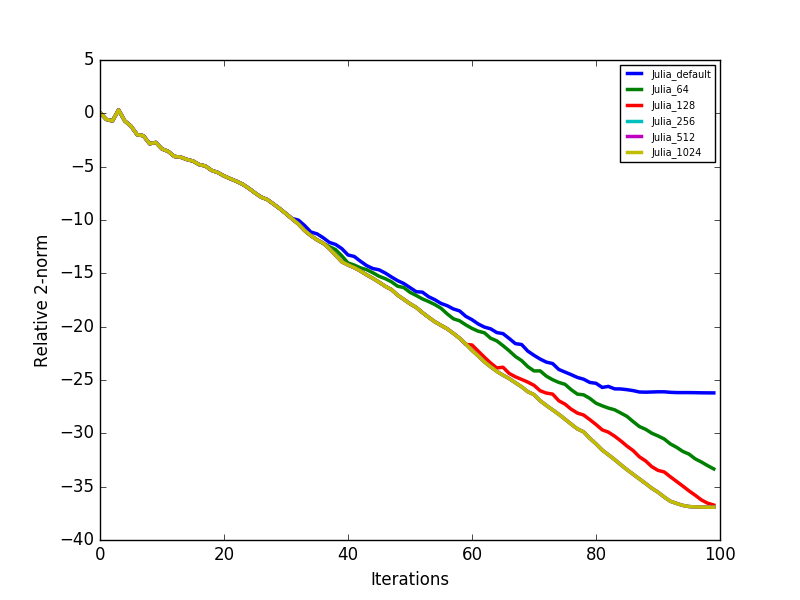 5
0
−5
−10
−15
−20
−25
−30
−35
−40
0 20 40 60 80 100
Relative 2-norm
Iterations
Julia_default
Julia_64
Julia_128
Julia_256
Julia_512
Julia_1024